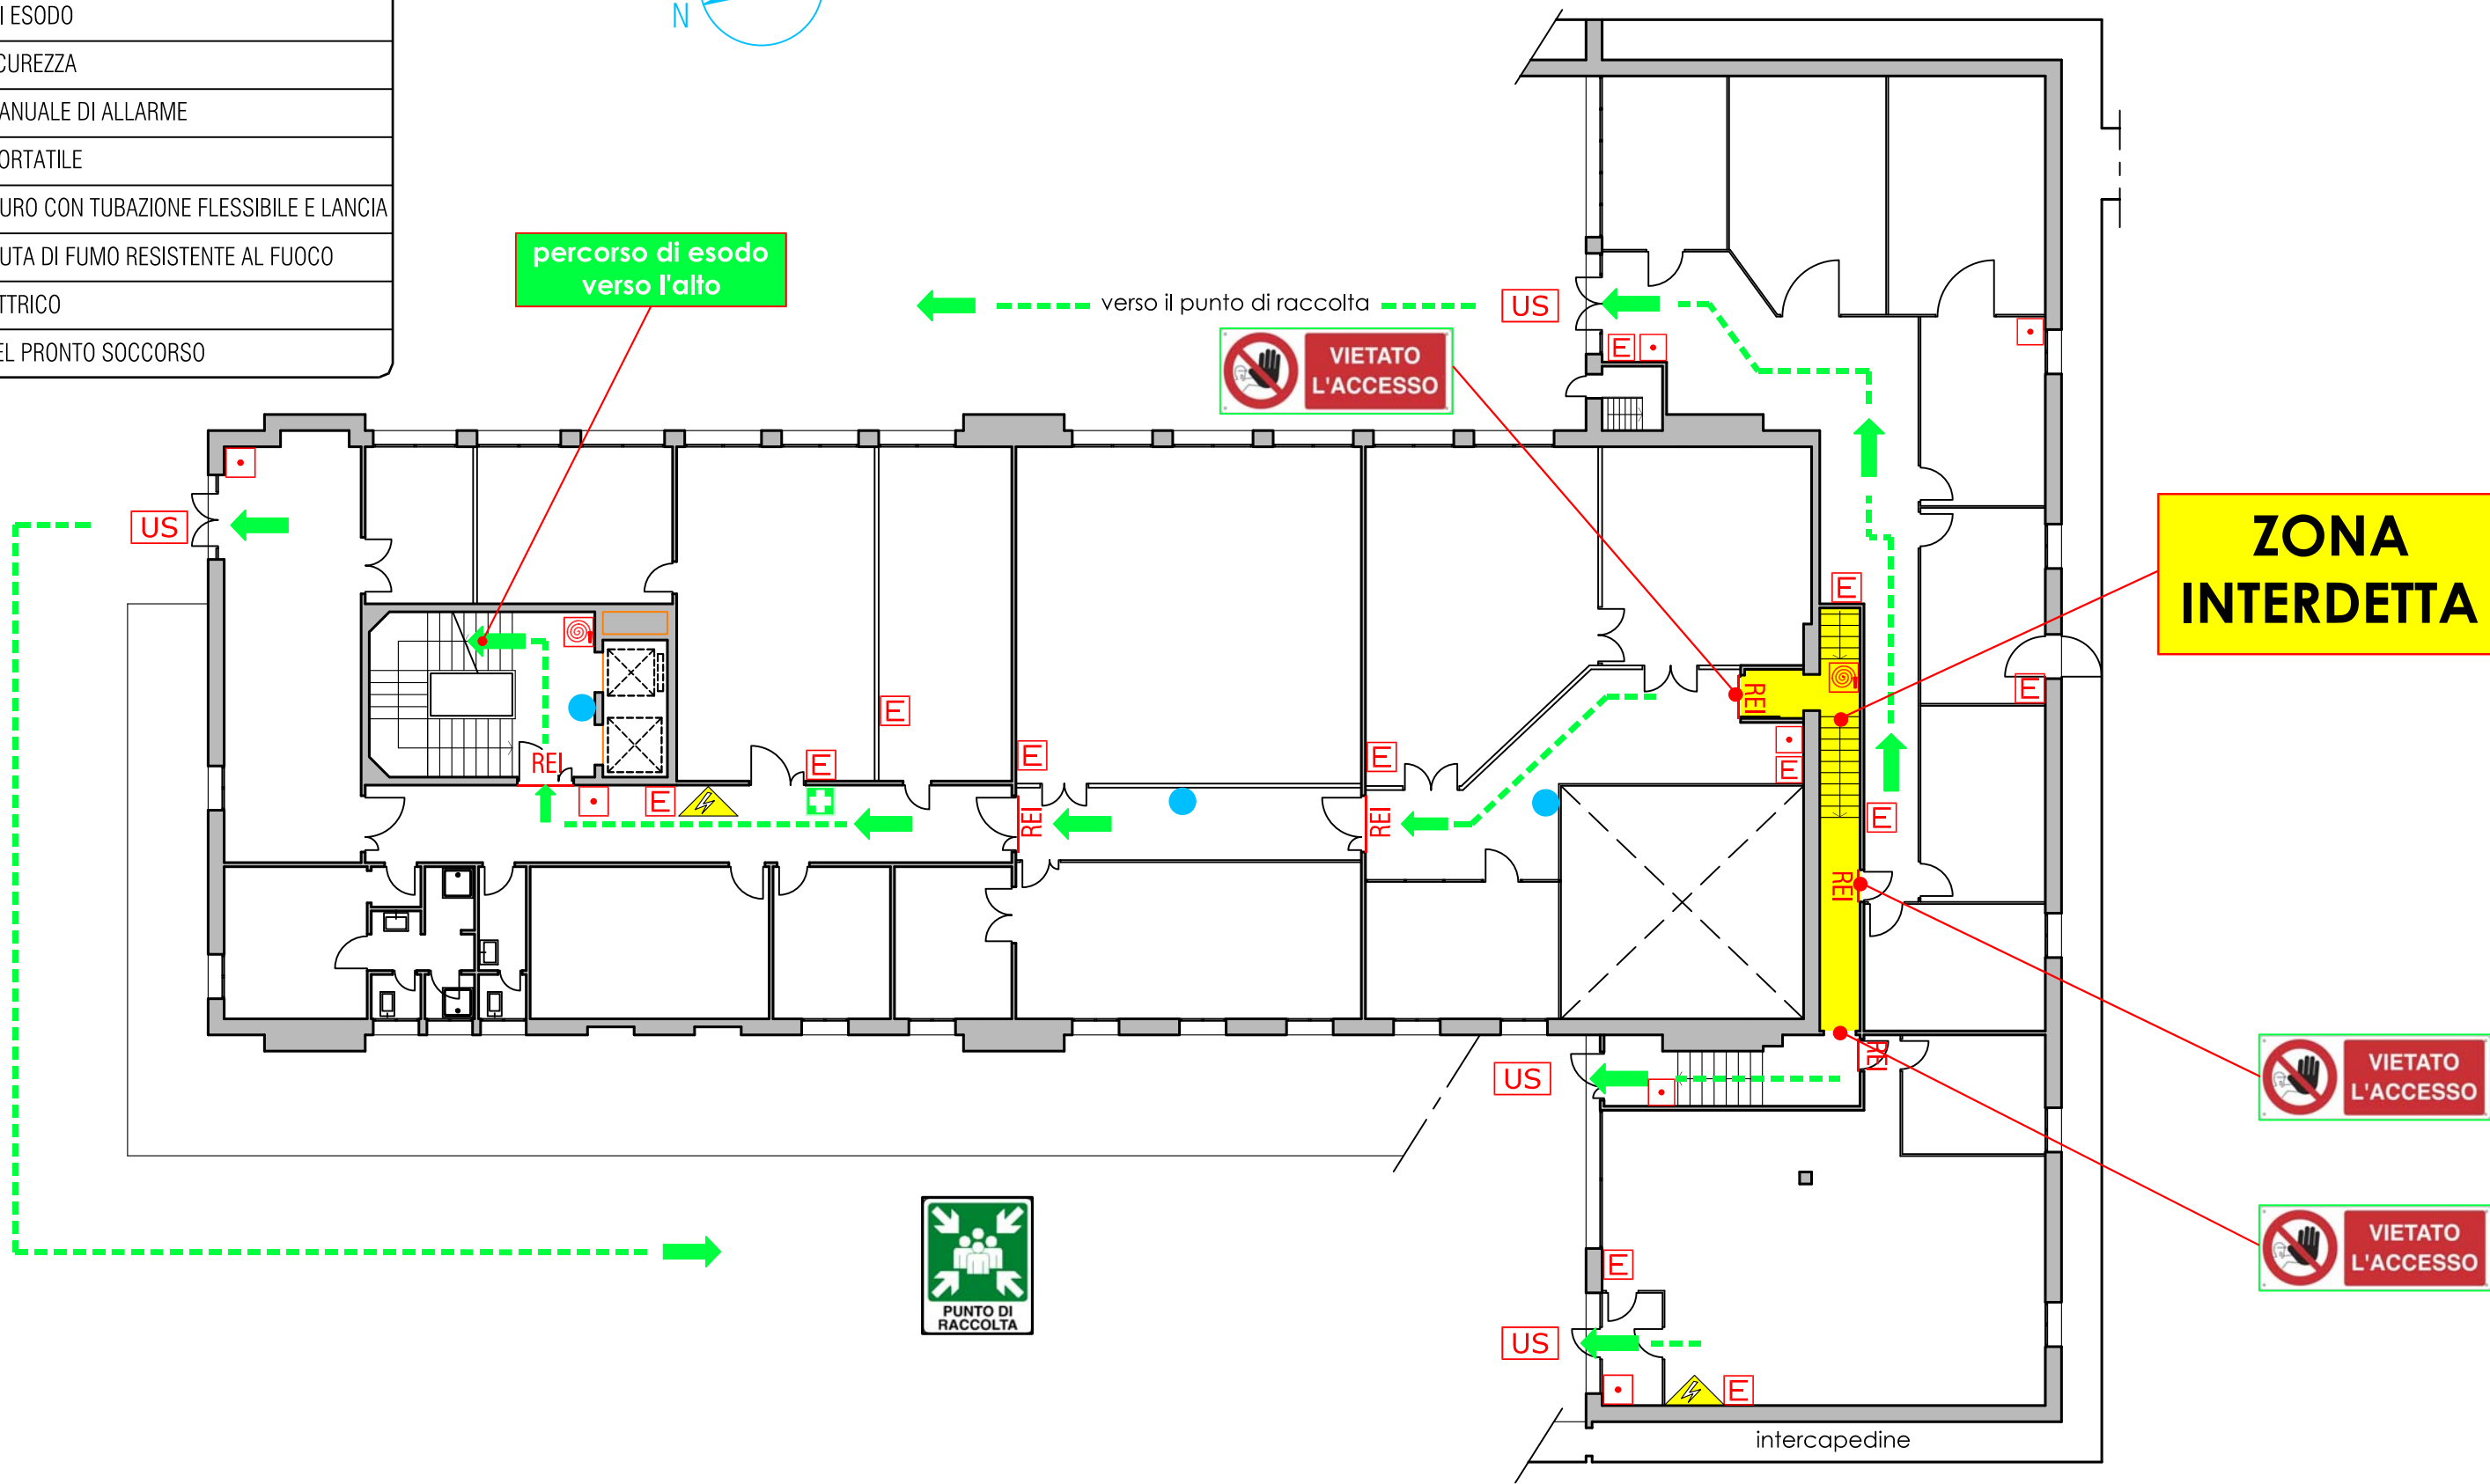 I ESODO
N
CUREZZA
ANUALE DI ALLARME
ORTATILE
URO CON TUBAZIONE FLESSIBILE E LANCIA
UTA DI FUMO RESISTENTE AL FUOCO
TTRICO
EL PRONTO SOCCORSO
percorso di esodo
verso l'alto
verso il punto di raccolta
US
E
VIETATO
L'ACCESSO
US
ZONA
INTERDETTA
E
E
REI
E
E
E
E
REI
E
E
E
REI
REI
E
REI
REI
US
VIETATO
L'ACCESSO
PUNTO DI
RACCOLTA
E
VIETATO
L'ACCESSO
US
E
intercapedine